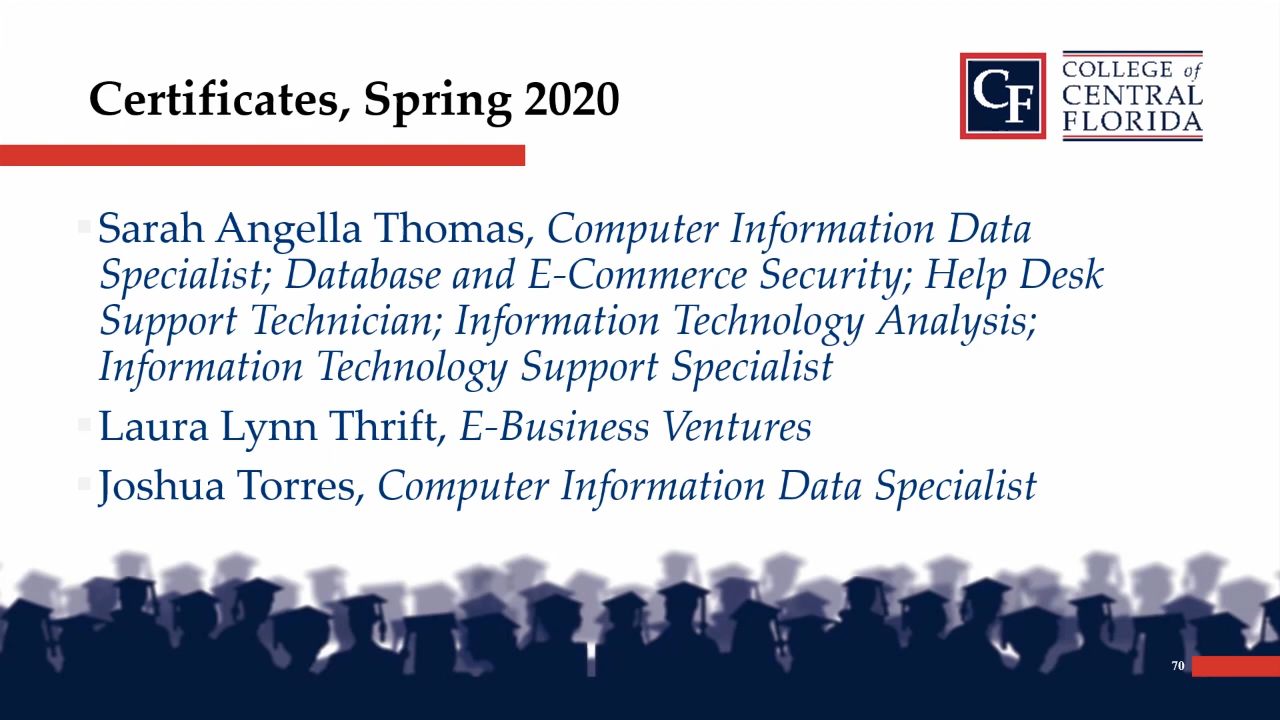 Certificates, Spring 2020
CF
COLLEGE of
CENTRAL
FLORIDA
Sarah Angella Thomas, Computer Information Data
Specialist; Database and E-Commerce Security; Help Desk
Support Technician; Information Technology Analysis;
Information Technology Support Specialist
Laura Lynn Thrift, E-Business Ventures
Joshua Torres, Computer Information Data Specialist
70